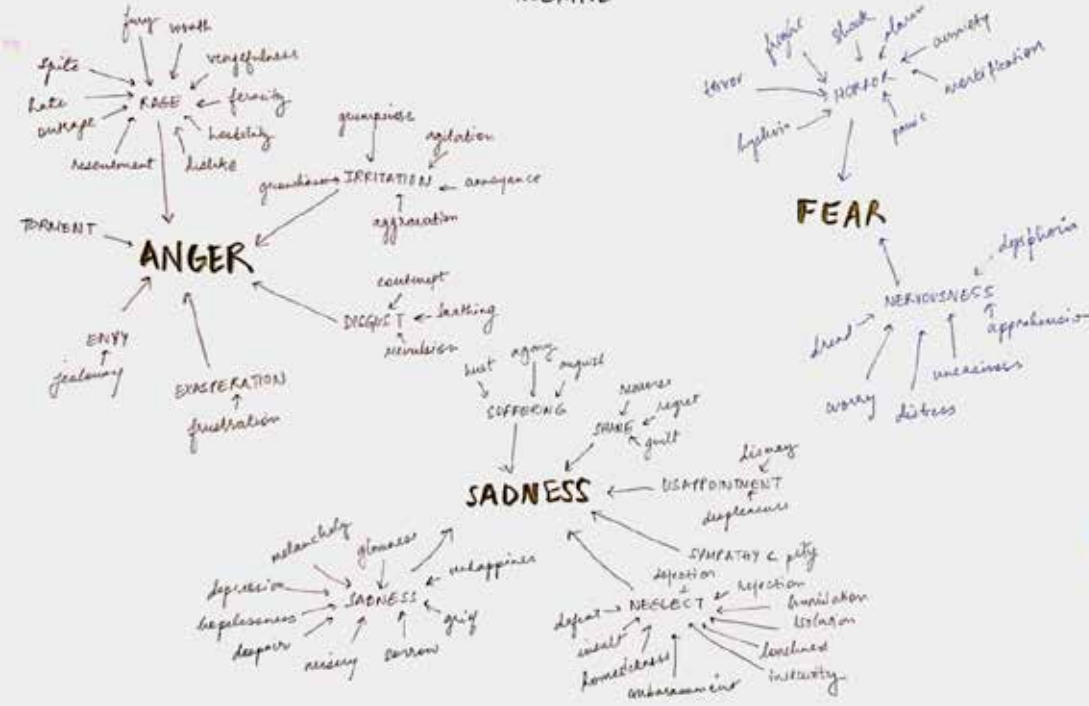 fury wrath
spite vengefulness
hate RAGE ferocity
outrage hostility
resentment dislike
grumpiness
agitation
IRRITATION annoyance
aggravation
TORMENT
ANGER
contempt
DISGUST loathing
revulsion
ENVY
jealousy
EXASPERATION
frustration
fright shock alarm
anxiety
terror HORROR mortification
hysteria panic
FEAR
dysphoria
NERVOUSNESS
dread apprehension
uneasiness
worry distress
hurt agony anguish
SUFFERING
remorse
SHAME regret
guilt
dismay
SADNESS DISAPPOINTMENT
displeasure
melancholy glumness
unhappiness
depression
SADNESS
hopelessness grief
despair misery sorrow
SYMPATHY pity
dejection rejection
defeat NEGLECT humiliation
isolation
insult loneliness
homesickness insecurity
embarassment